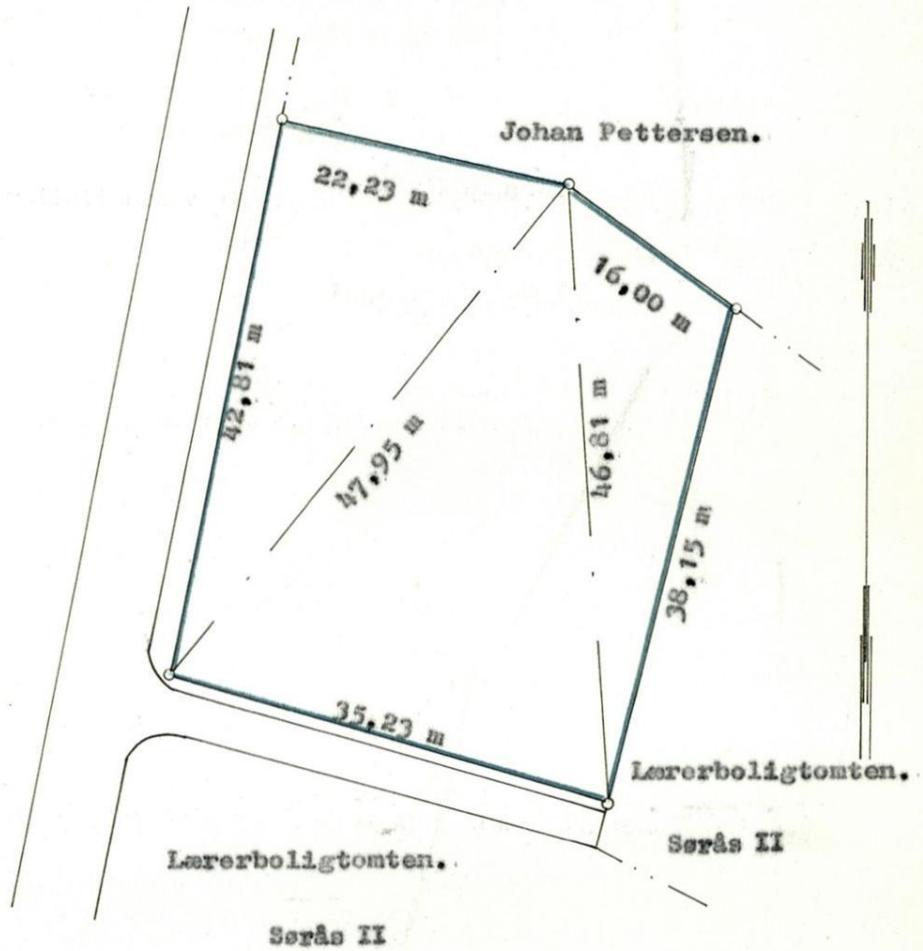 Johan Pettersen.
22,23 m
16,00 m
42,81 m
47,95 m
46,81 m
38,15 m
35,23 m
Lærerboligtomten.
Sørås II
Lærerboligtomten.
Sørås II